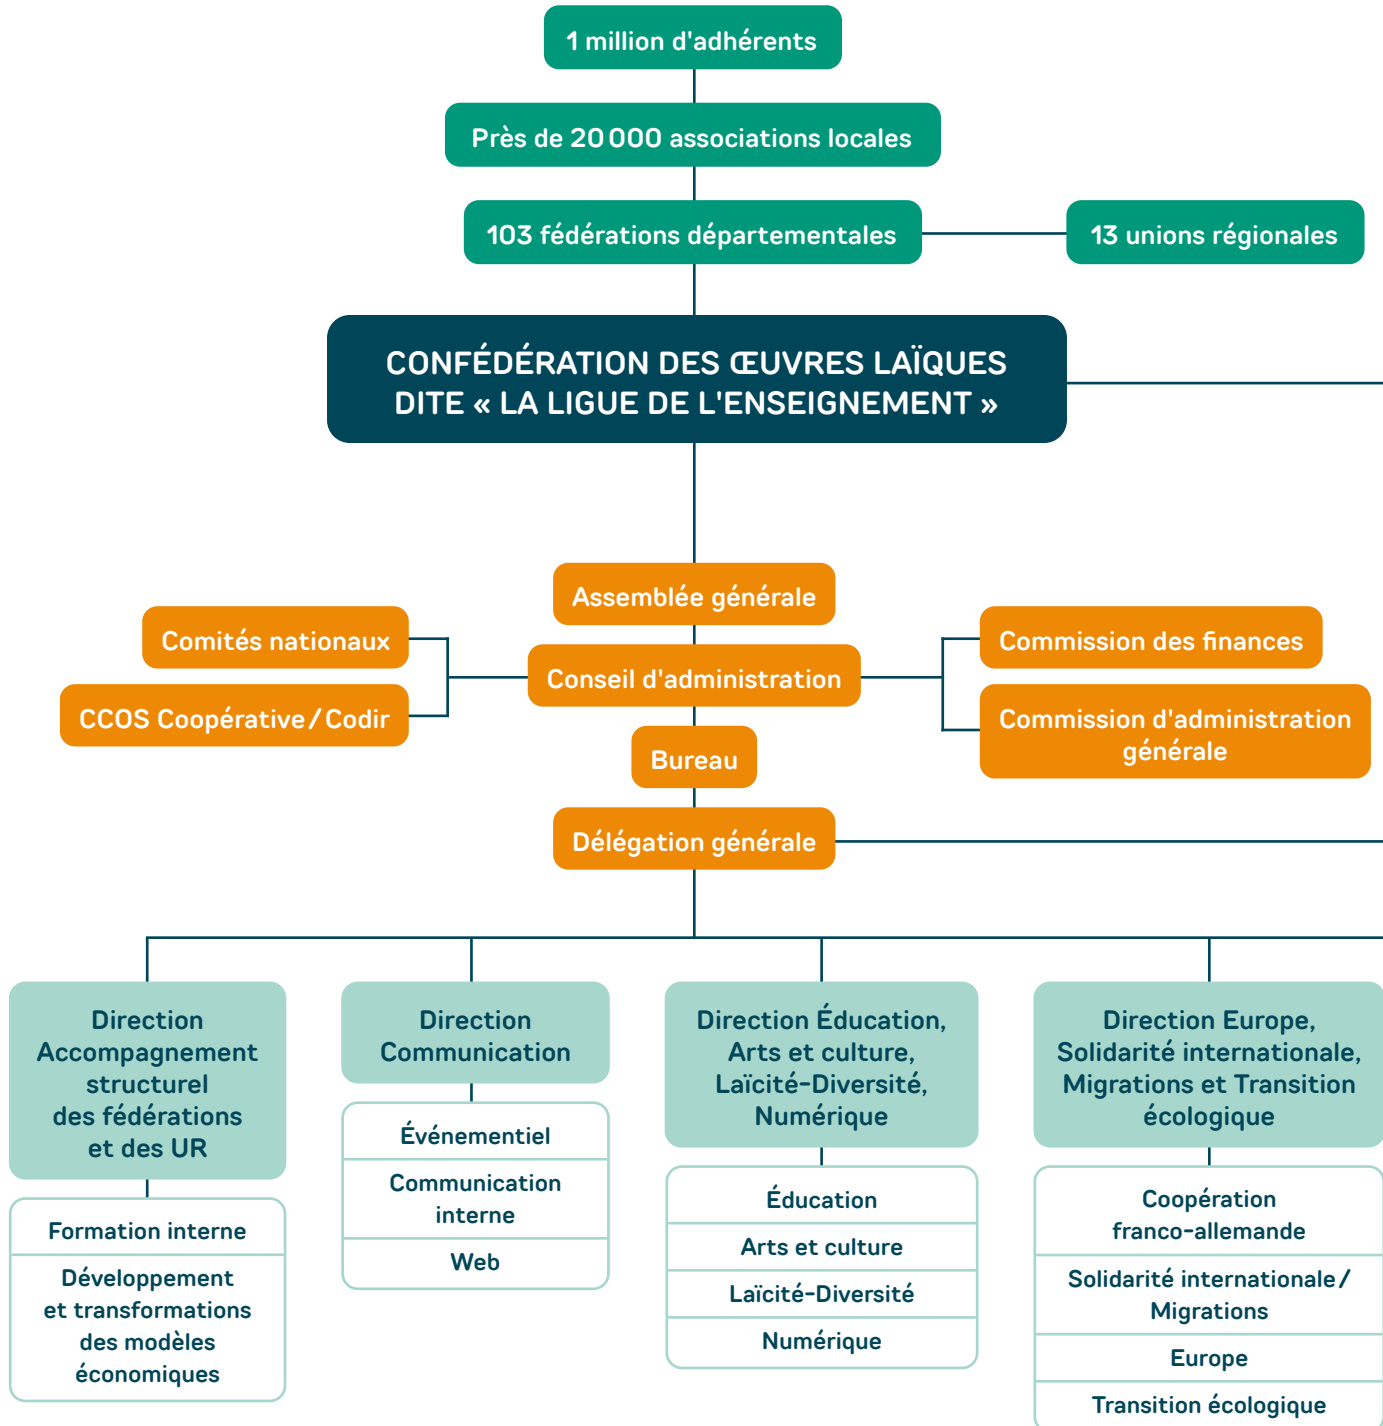 1 million d'adhérents
Près de 20 000 associations locales
103 fédérations départementales
13 unions régionales
CONFÉDÉRATION DES ŒUVRES LAÏQUES
DITE « LA LIGUE DE L'ENSEIGNEMENT »
Assemblée générale
Comités nationaux
Commission des finances
Conseil d'administration
CCOS Coopérative / Codir
Commission d'administration
générale
Bureau
Délégation générale
Direction
Accompagnement
structurel
des fédérations
et des UR
Formation interne
Développement
et transformations
des modèles
économiques
Direction
Communication
Événementiel
Communication
interne
Web
Direction Éducation,
Arts et culture,
Laïcité-Diversité,
Numérique
Éducation
Arts et culture
Laïcité-Diversité
Numérique
Direction Europe,
Solidarité internationale,
Migrations et Transition
écologique
Coopération
franco-allemande
Solidarité internationale /
Migrations
Europe
Transition écologique